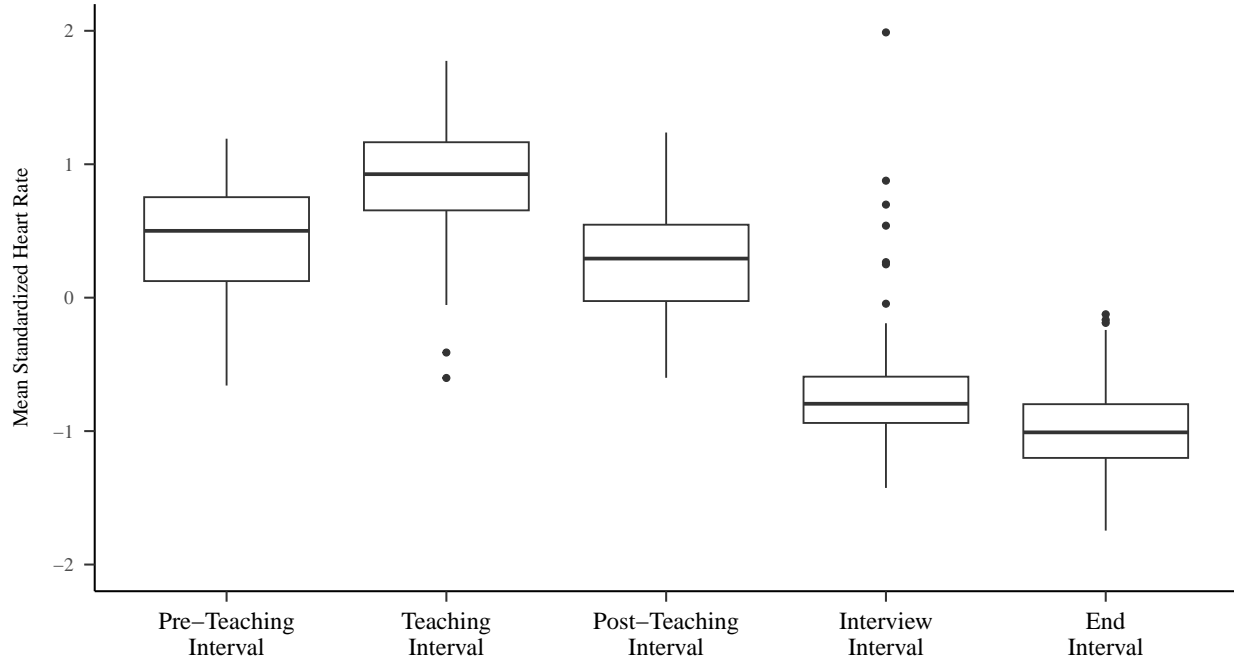 Mean Standardized Heart Rate
2
1
0
−1
−2
Pre−Teaching
Interval
Teaching
Interval
Post−Teaching
Interval
Interview
Interval
End
Interval